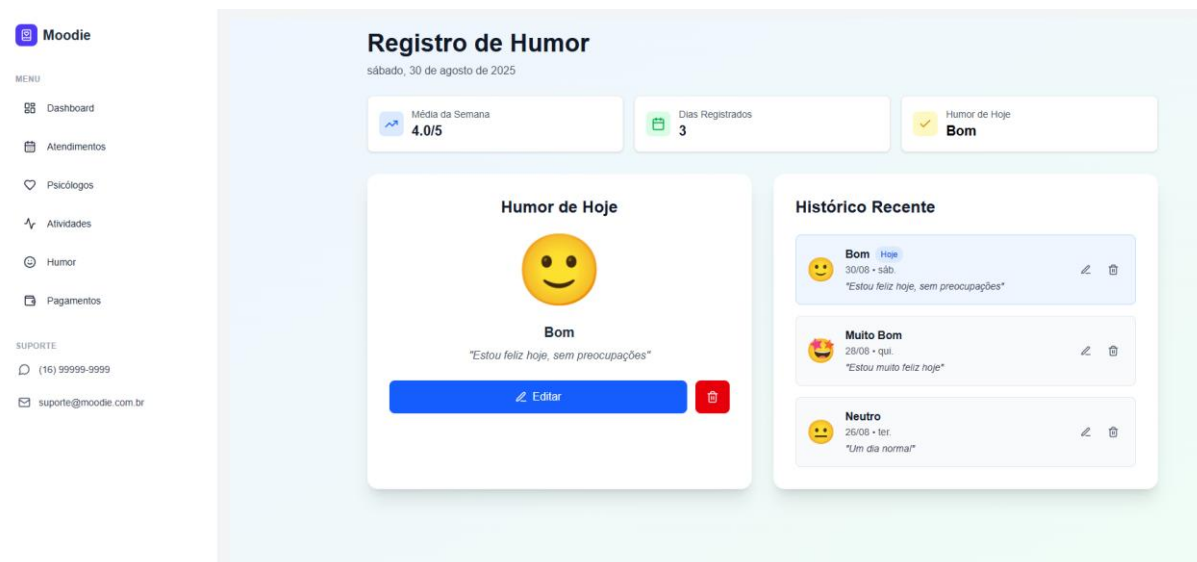 Moodie
MENU
Dashboard
Atendimentos
Psicólogos
Atividades
Humor
Pagamentos
SUPORTE
(16) 99999-9999
suporte@moodie.com.br
Registro de Humor
sábado, 30 de agosto de 2025
Média da Semana
4.0/5
Dias Registrados
3
Humor de Hoje
Bom
Humor de Hoje
Bom
"Estou feliz hoje, sem preocupações"
Editar
Histórico Recente
Bom Hoje
30/08 • sáb.
"Estou feliz hoje, sem preocupações"
Muito Bom
28/08 • qui.
"Estou muito feliz hoje"
Neutro
26/08 • ter.
"Um dia normal"